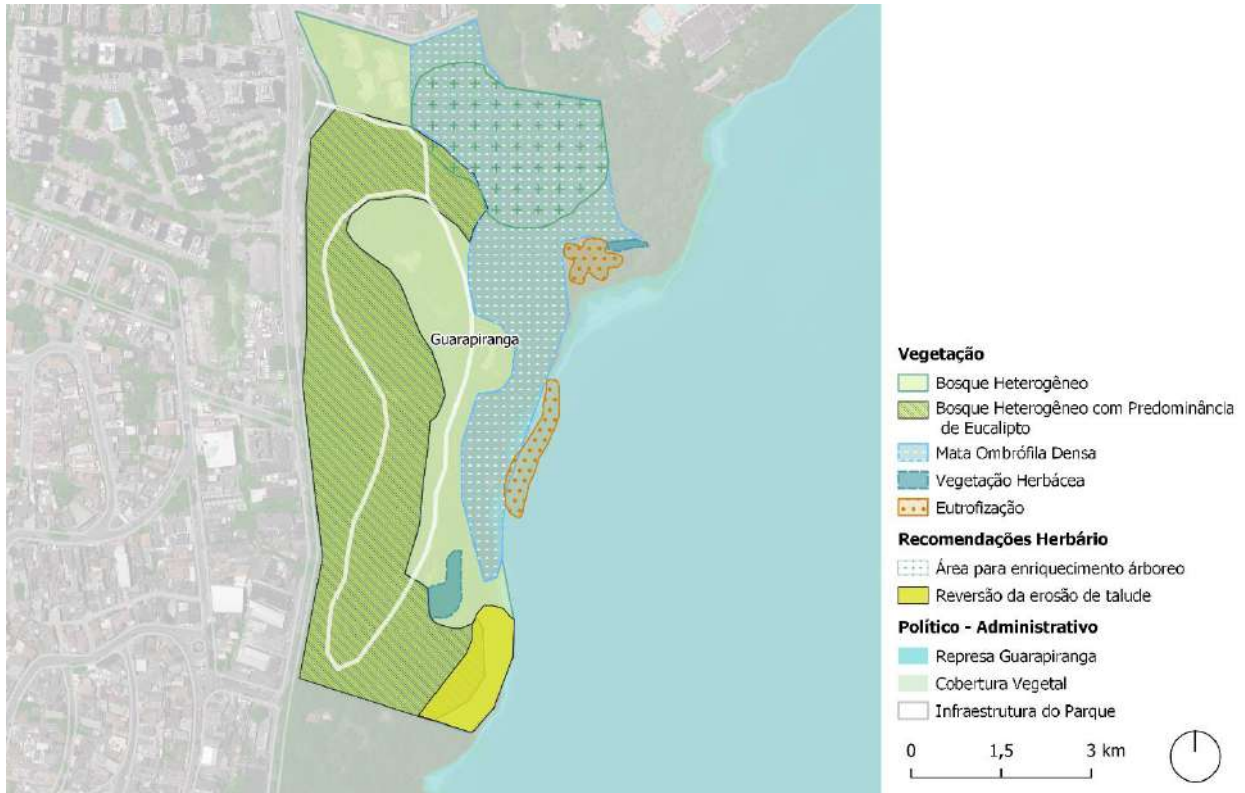 Guarapiranga
Vegetação
Bosque Heterogêneo
Bosque Heterogêneo com Predominância
de Eucalipto
Mata Ombrófila Densa
Vegetação Herbácea
Eutrofização
Recomendações Herbário
Área para enriquecimento árboreo
Reversão da erosão de talude
Político - Administrativo
Represa Guarapiranga
Cobertura Vegetal
Infraestrutura do Parque
0 1,5 3 km